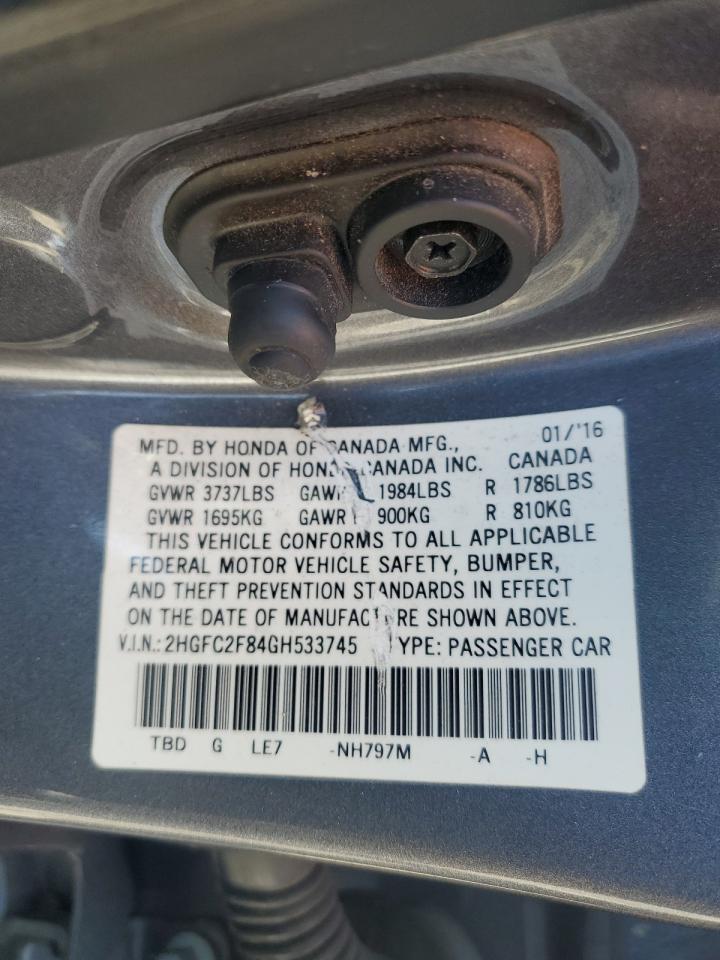 MFD. BY HONDA OF CANADA MFG., 01/'16
A DIVISION OF HONDA CANADA INC. CANADA
GVWR 3737LBS GAWR 1984LBS R 1786LBS
GVWR 1695KG GAWR 900KG R 810KG
THIS VEHICLE CONFORMS TO ALL APPLICABLE
FEDERAL MOTOR VEHICLE SAFETY, BUMPER,
AND THEFT PREVENTION STANDARDS IN EFFECT
ON THE DATE OF MANUFACTURE SHOWN ABOVE.
V.I.N.: 2HGFC2F84GH533745 TYPE: PASSENGER CAR
TBD G LE7 -NH797M -A -H